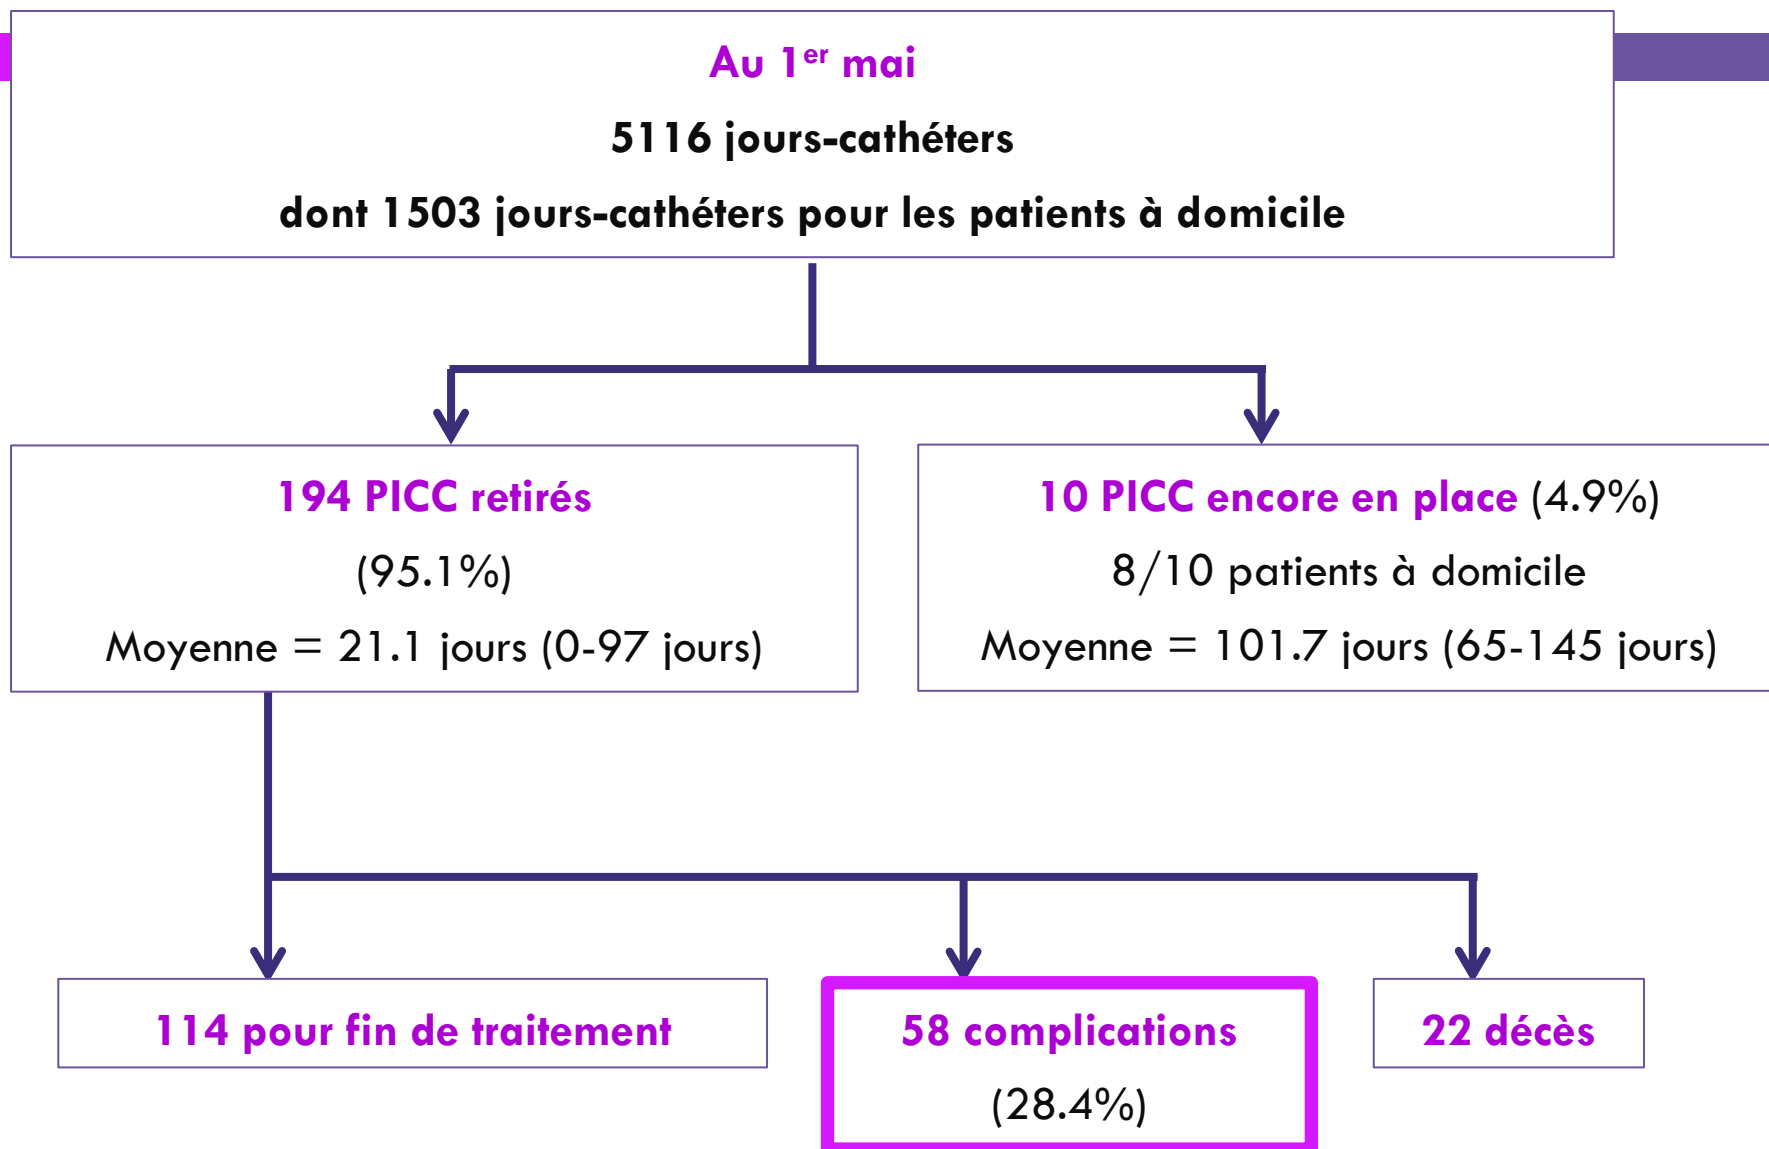 Au 1er mai
5116 jours-cathéters
dont 1503 jours-cathéters pour les patients à domicile
194 PICC retirés
(95.1%)
Moyenne = 21.1 jours (0-97 jours)
10 PICC encore en place (4.9%)
8/10 patients à domicile
Moyenne = 101.7 jours (65-145 jours)
114 pour fin de traitement
58 complications
(28.4%)
22 décès